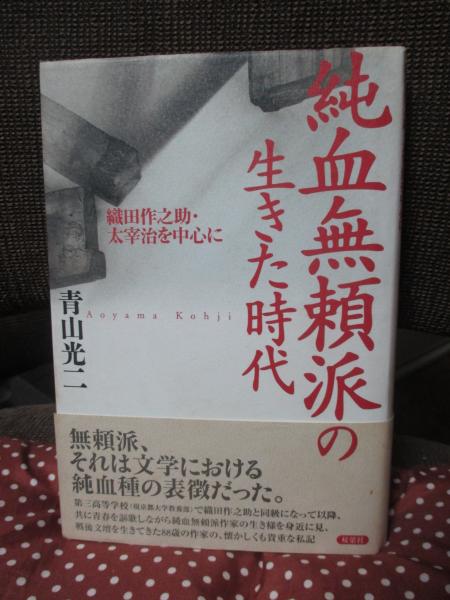 純血無頼派の
生きた時代
織田作之助・
太宰治を中心に
青山光二
Aoyama Kohji
無頼派、
それは文学における
純血種の表徴だった。
第三高等学校(現京都大学教養部)で織田作之助と同級になって以降、
共に青春を謳歌しながら純血無頼派作家の生き様を身近に見、
戦後文壇を生きてきた88歳の作家の、懐かしくも貴重な私記
双葉社